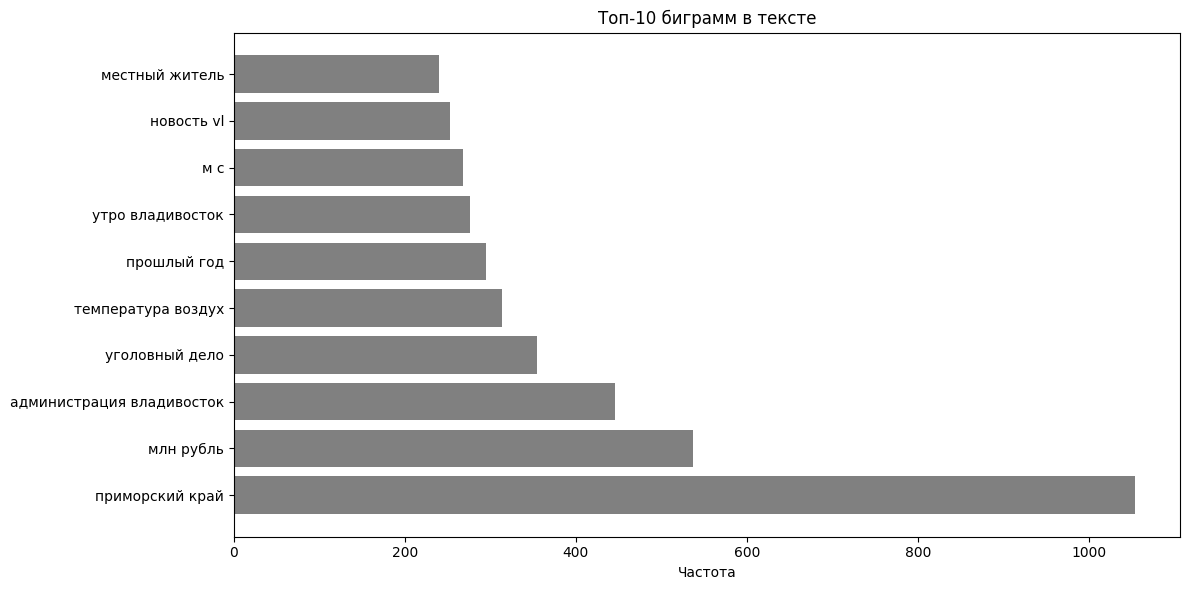 Топ-10 биграмм в тексте
местный житель
новость vl
м с
утро владивосток
прошлый год
температура воздух
уголовный дело
администрация владивосток
млн рубль
приморский край
0 200 400 600 800 1000
Частота